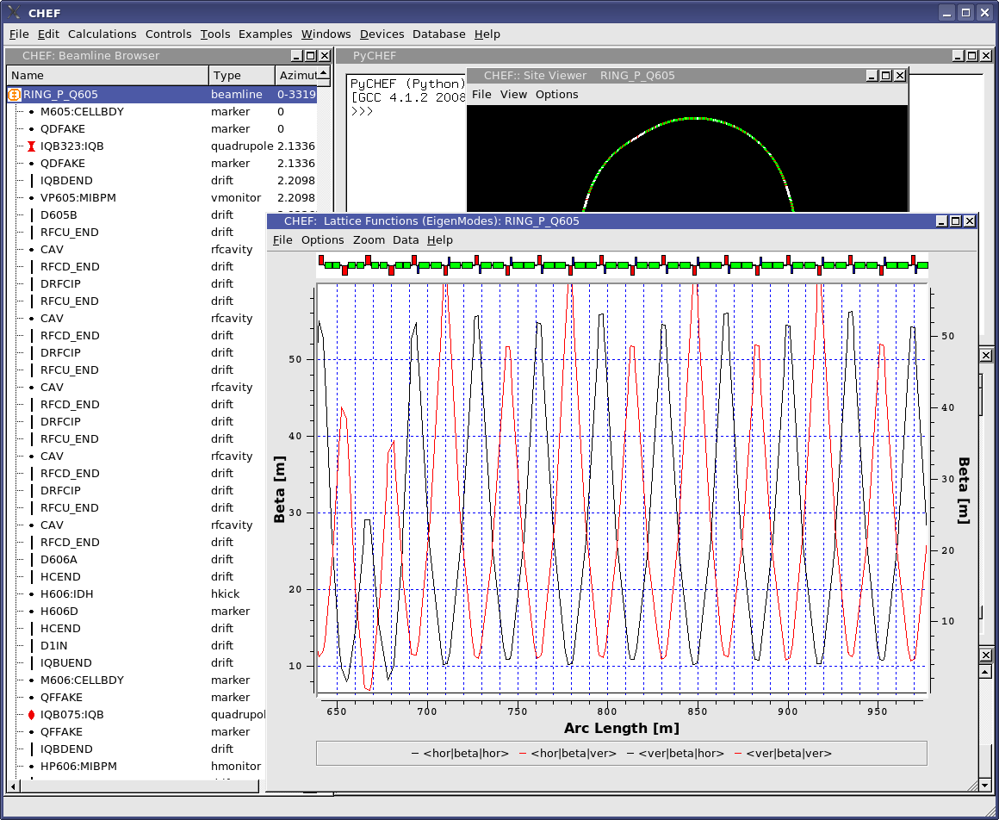 CHEF
File Edit Calculations Controls Tools Examples Windows Devices Database Help
CHEF: Beamline Browser
Name Type Azimut
RING_P_Q605 beamline 0-3319
M605:CELLBDY marker 0
QDFAKE marker 0
IQB323:IQB quadrupole 2.1336
QDFAKE marker 2.1336
IQBDEND drift 2.2098
VP605:MIBPM vmonitor 2.2098
D605B drift
RFCU_END drift
CAV rfcavity
RFCD_END drift
DRFCIP drift
RFCU_END drift
CAV rfcavity
RFCD_END drift
DRFCIP drift
RFCU_END drift
CAV rfcavity
RFCD_END drift
DRFCIP drift
RFCU_END drift
CAV rfcavity
RFCD_END drift
DRFCIP drift
RFCU_END drift
CAV rfcavity
RFCD_END drift
D606A drift
HCEND drift
H606:IDH hkick
H606D marker
HCEND drift
D1IN drift
IQBUEND drift
M606:CELLBDY marker
QFFAKE marker
IQB075:IQB quadrupol
QFFAKE marker
IQBDEND drift
HP606:MIBPM hmonitor
PyCHEF
PyCHEF (Python)
[GCC 4.1.2 2008
>>>
CHEF:: Site Viewer RING_P_Q605
File View Options
CHEF: Lattice Functions (EigenModes): RING_P_Q605
File Options Zoom Data Help
Beta [m]
50
40
30
20
10
50
40
30
20
10
Beta [m]
650 700 750 800 850 900 950
Arc Length [m]
<hor|beta|hor> <hor|beta|ver> <ver|beta|hor> <ver|beta|ver>